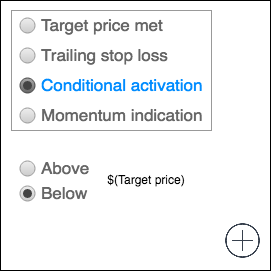 Target price met
Trailing stop loss
Conditional activation
Momentum indication
Above
$(Target price)
Below